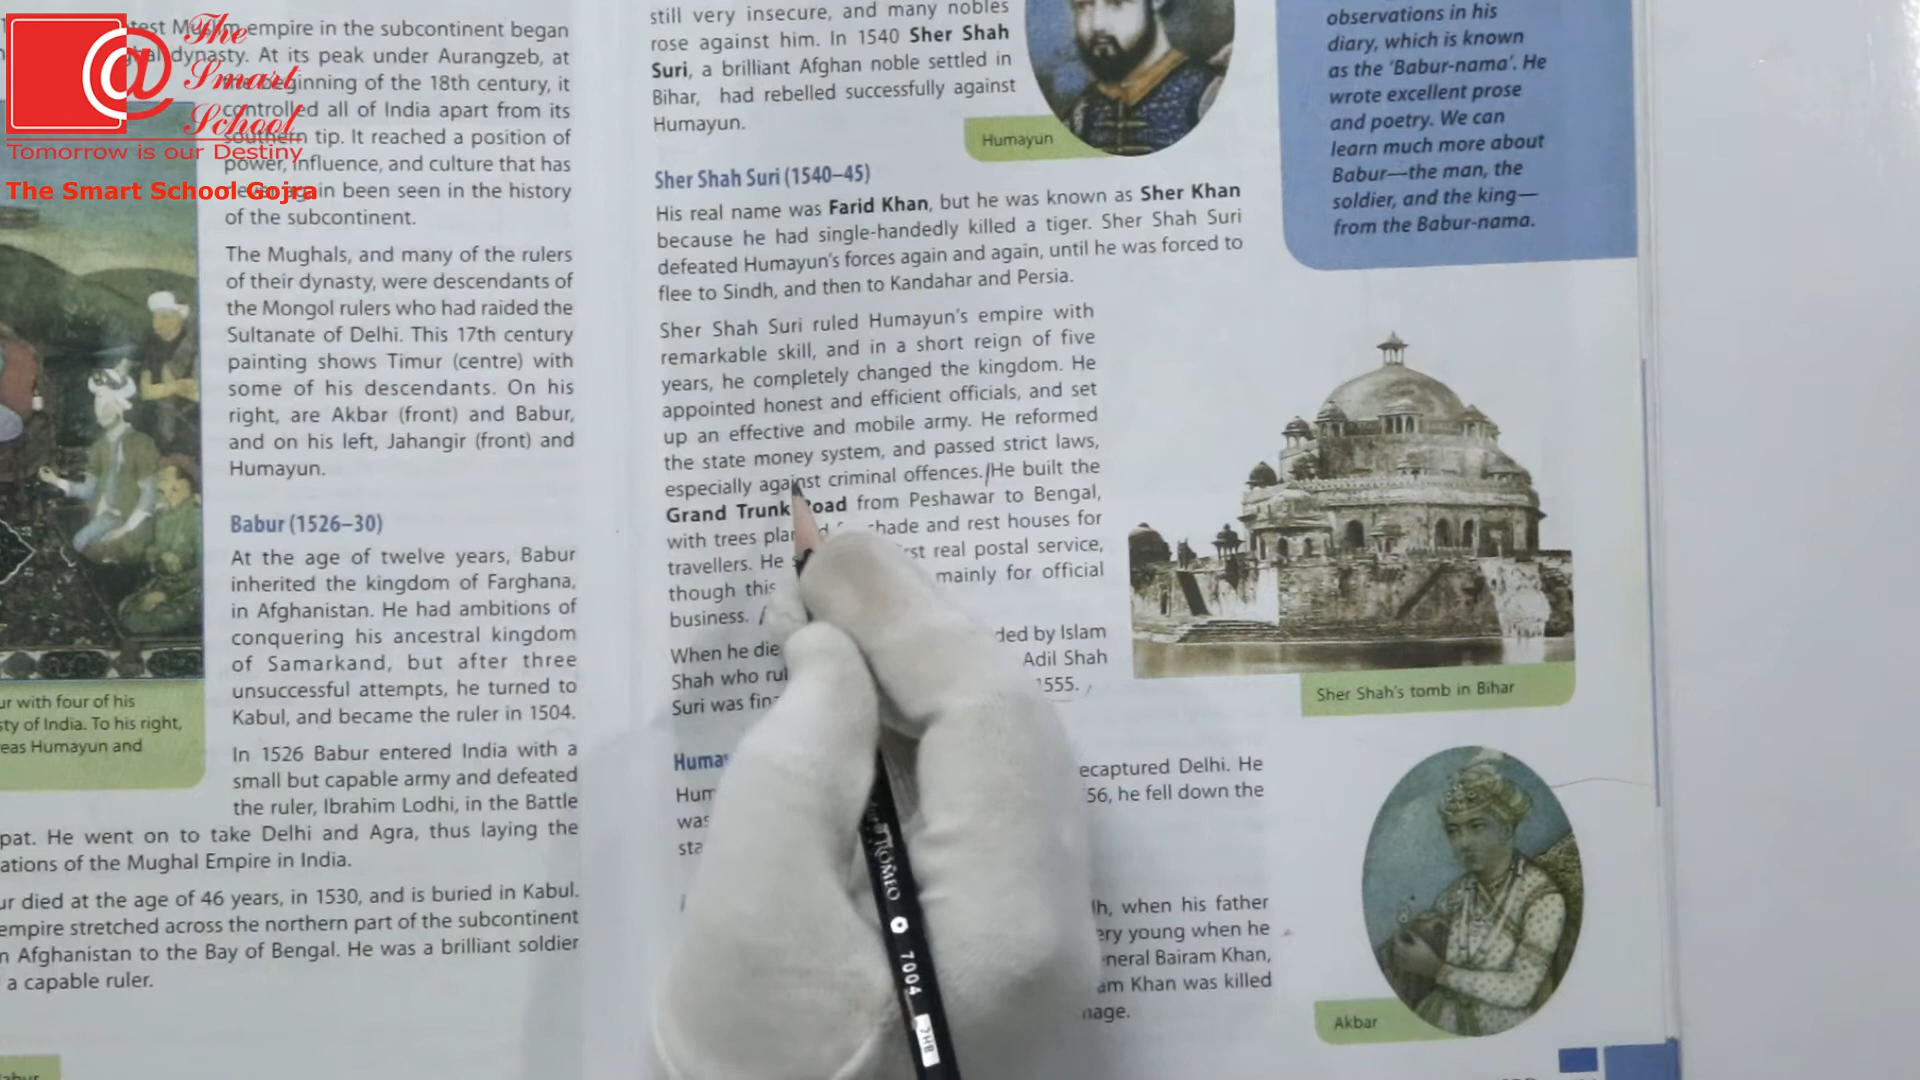 The
Smart
School
Tomorrow is our Destiny
The Smart School Gojra
empire in the subcontinent began
dynasty. At its peak under Aurangzeb, at
beginning of the 18th century, it
controlled all of India apart from its
southern tip. It reached a position of
power, influence, and culture that has
been seen in the history
of the subcontinent.
The Mughals, and many of the rulers
of their dynasty, were descendants of
the Mongol rulers who had raided the
Sultanate of Delhi. This 17th century
painting shows Timur (centre) with
some of his descendants. On his
right, are Akbar (front) and Babur,
and on his left, Jahangir (front) and
Humayun.
Babur (1526–30)
At the age of twelve years, Babur
inherited the kingdom of Farghana,
in Afghanistan. He had ambitions of
conquering his ancestral kingdom
of Samarkand, but after three
unsuccessful attempts, he turned to
Kabul, and became the ruler in 1504.
In 1526 Babur entered India with a
small but capable army and defeated
the ruler, Ibrahim Lodhi, in the Battle
pat. He went on to take Delhi and Agra, thus laying the
ations of the Mughal Empire in India.
ur died at the age of 46 years, in 1530, and is buried in Kabul.
empire stretched across the northern part of the subcontinent
n Afghanistan to the Bay of Bengal. He was a brilliant soldier
a capable ruler.
ur with four of his
sty of India. To his right,
eas Humayun and
still very insecure, and many nobles
rose against him. In 1540 Sher Shah
Suri, a brilliant Afghan noble settled in
Bihar, had rebelled successfully against
Humayun.
Humayun
Sher Shah Suri (1540–45)
His real name was Farid Khan, but he was known as Sher Khan
because he had single-handedly killed a tiger. Sher Shah Suri
defeated Humayun's forces again and again, until he was forced to
flee to Sindh, and then to Kandahar and Persia.
Sher Shah Suri ruled Humayun's empire with
remarkable skill, and in a short reign of five
years, he completely changed the kingdom. He
appointed honest and efficient officials, and set
up an effective and mobile army. He reformed
the state money system, and passed strict laws,
especially against criminal offences. He built the
Grand Trunk Road from Peshawar to Bengal,
with trees shade and rest houses for
travellers. He rst real postal service,
though this mainly for official
business.
When he die ded by Islam
Shah who rul Adil Shah
Suri was fin 1555.
Huma
Hum ecaptured Delhi. He
was 56, he fell down the
sta
lh, when his father
ery young when he
neral Bairam Khan,
am Khan was killed
nage.
observations in his
diary, which is known
as the 'Babur-nama'. He
wrote excellent prose
and poetry. We can
learn much more about
Babur—the man, the
soldier, and the king—
from the Babur-nama.
Sher Shah's tomb in Bihar
Akbar
ROMEO 7004 7HB